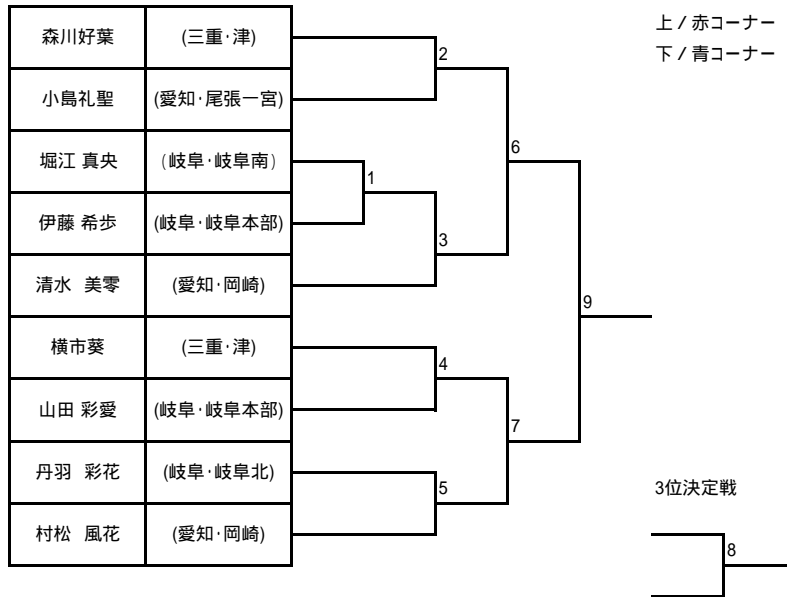 上 / 赤コーナー
下 / 青コーナー
森川好葉 (三重･津)
2
小島礼聖 (愛知･尾張一宮)
6
堀江 真央 (岐阜･岐阜南)
1
伊藤 希歩 (岐阜･岐阜本部)
3
清水 美零 (愛知･岡崎)
9
横市葵 (三重･津)
4
山田 彩愛 (岐阜･岐阜本部)
7
丹羽 彩花 (岐阜･岐阜北)
5
3位決定戦
村松 風花 (愛知･岡崎)
8